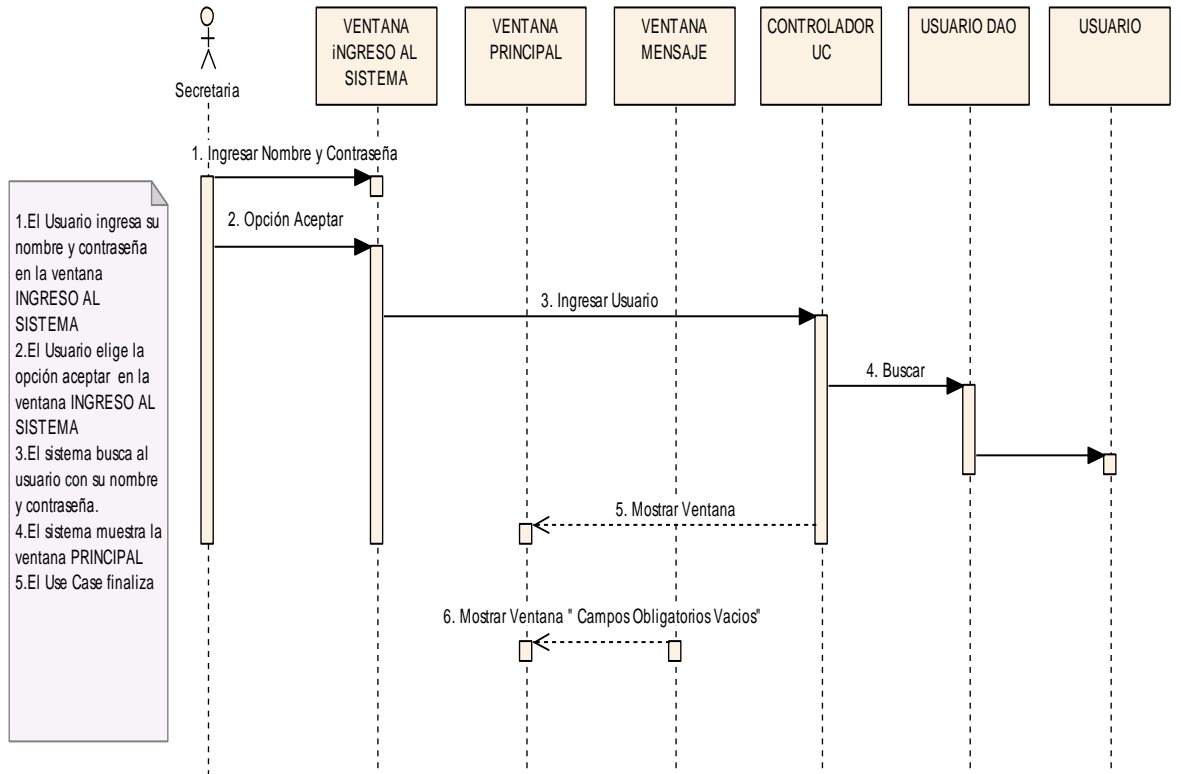 Secretaria
VENTANA
iNGRESO AL
SISTEMA
VENTANA
PRINCIPAL
VENTANA
MENSAJE
CONTROLADOR
UC
USUARIO DAO
USUARIO
1. Ingresar Nombre y Contraseña
2. Opción Aceptar
3. Ingresar Usuario
4. Buscar
5. Mostrar Ventana
6. Mostrar Ventana " Campos Obligatorios Vacios"
1.El Usuario ingresa su
nombre y contraseña
en la ventana
INGRESO AL
SISTEMA
2.El Usuario elige la
opción aceptar en la
ventana INGRESO AL
SISTEMA
3.El sistema busca al
usuario con su nombre
y contraseña.
4.El sistema muestra la
ventana PRINCIPAL
5.El Use Case finaliza